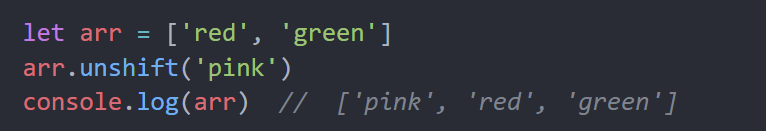 let arr = ['red', 'green']
arr.unshift('pink')
console.log(arr)  //  ['pink', 'red', 'green']